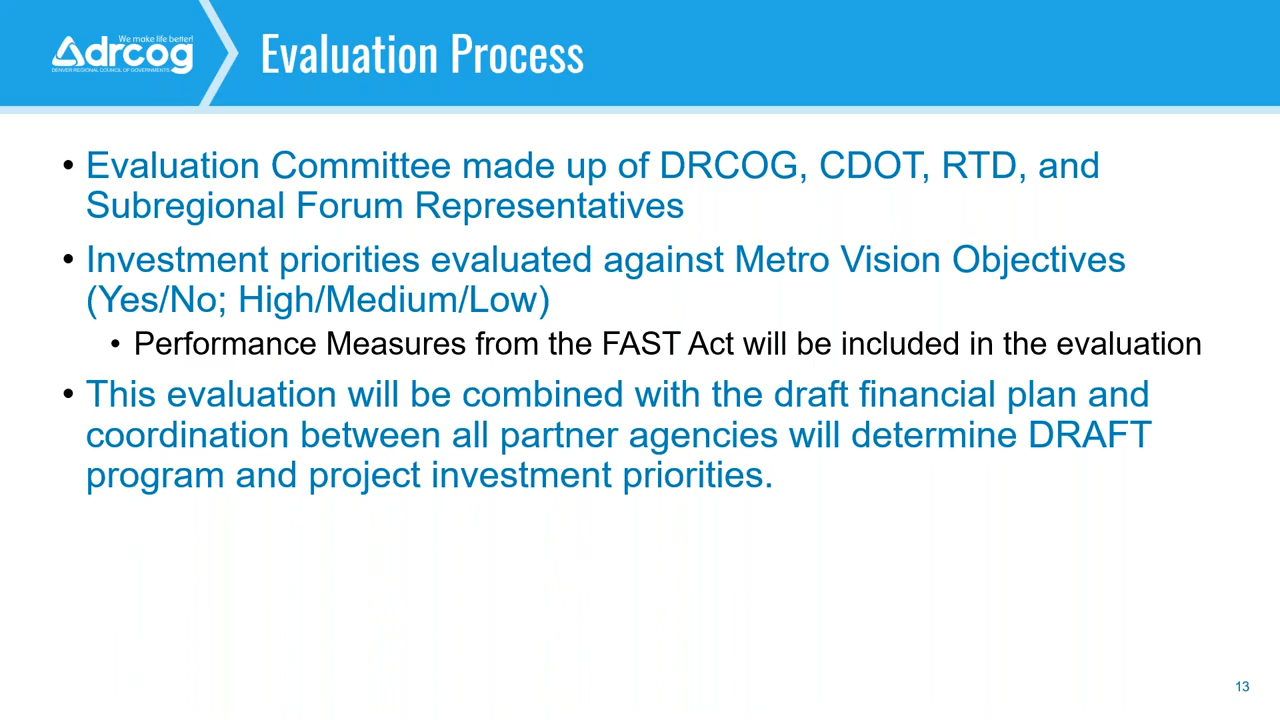 We make life better!
drcog
DENVER REGIONAL COUNCIL OF GOVERNMENTS
Evaluation Process
• Evaluation Committee made up of DRCOG, CDOT, RTD, and
Subregional Forum Representatives
• Investment priorities evaluated against Metro Vision Objectives
(Yes/No; High/Medium/Low)
• Performance Measures from the FAST Act will be included in the evaluation
• This evaluation will be combined with the draft financial plan and
coordination between all partner agencies will determine DRAFT
program and project investment priorities.
13